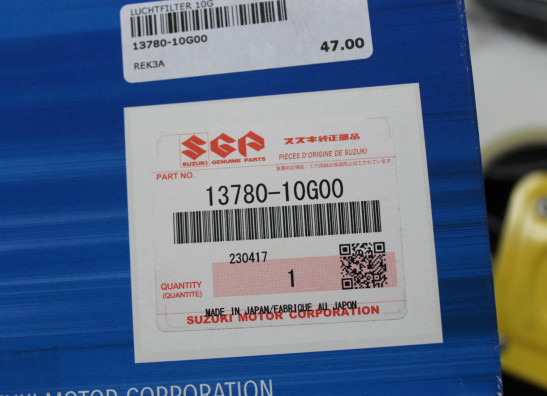 LUCHTFILTER 10G
13780-10G00
47.00
REK3A
SGP
SUZUKI GENUINE PARTS
スズキ純正部品
PIÈCES D'ORIGINE DE SUZUKI
PART NO.
13780-10G00
230417
QUANTITY
(QUANTITÉ)
1
MADE IN JAPAN/FABRIQUE AU JAPON
SUZUKI MOTOR CORPORATION
ZUKI MOTOR CORPORATION